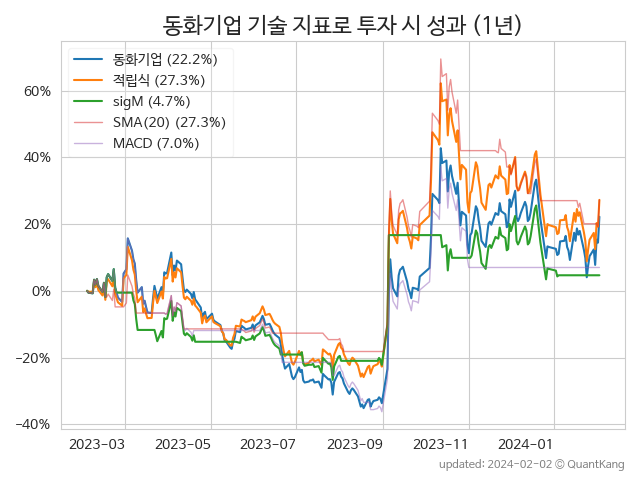 동화기업 기술 지표로 투자 시 성과 (1년)
동화기업 (22.2%)
적립식 (27.3%)
sigM (4.7%)
SMA(20) (27.3%)
MACD (7.0%)
60%
40%
20%
0%
−20%
−40%
2023−03
2023−05
2023−07
2023−09
2023−11
2024−01
updated: 2024-02-02 © QuantKang